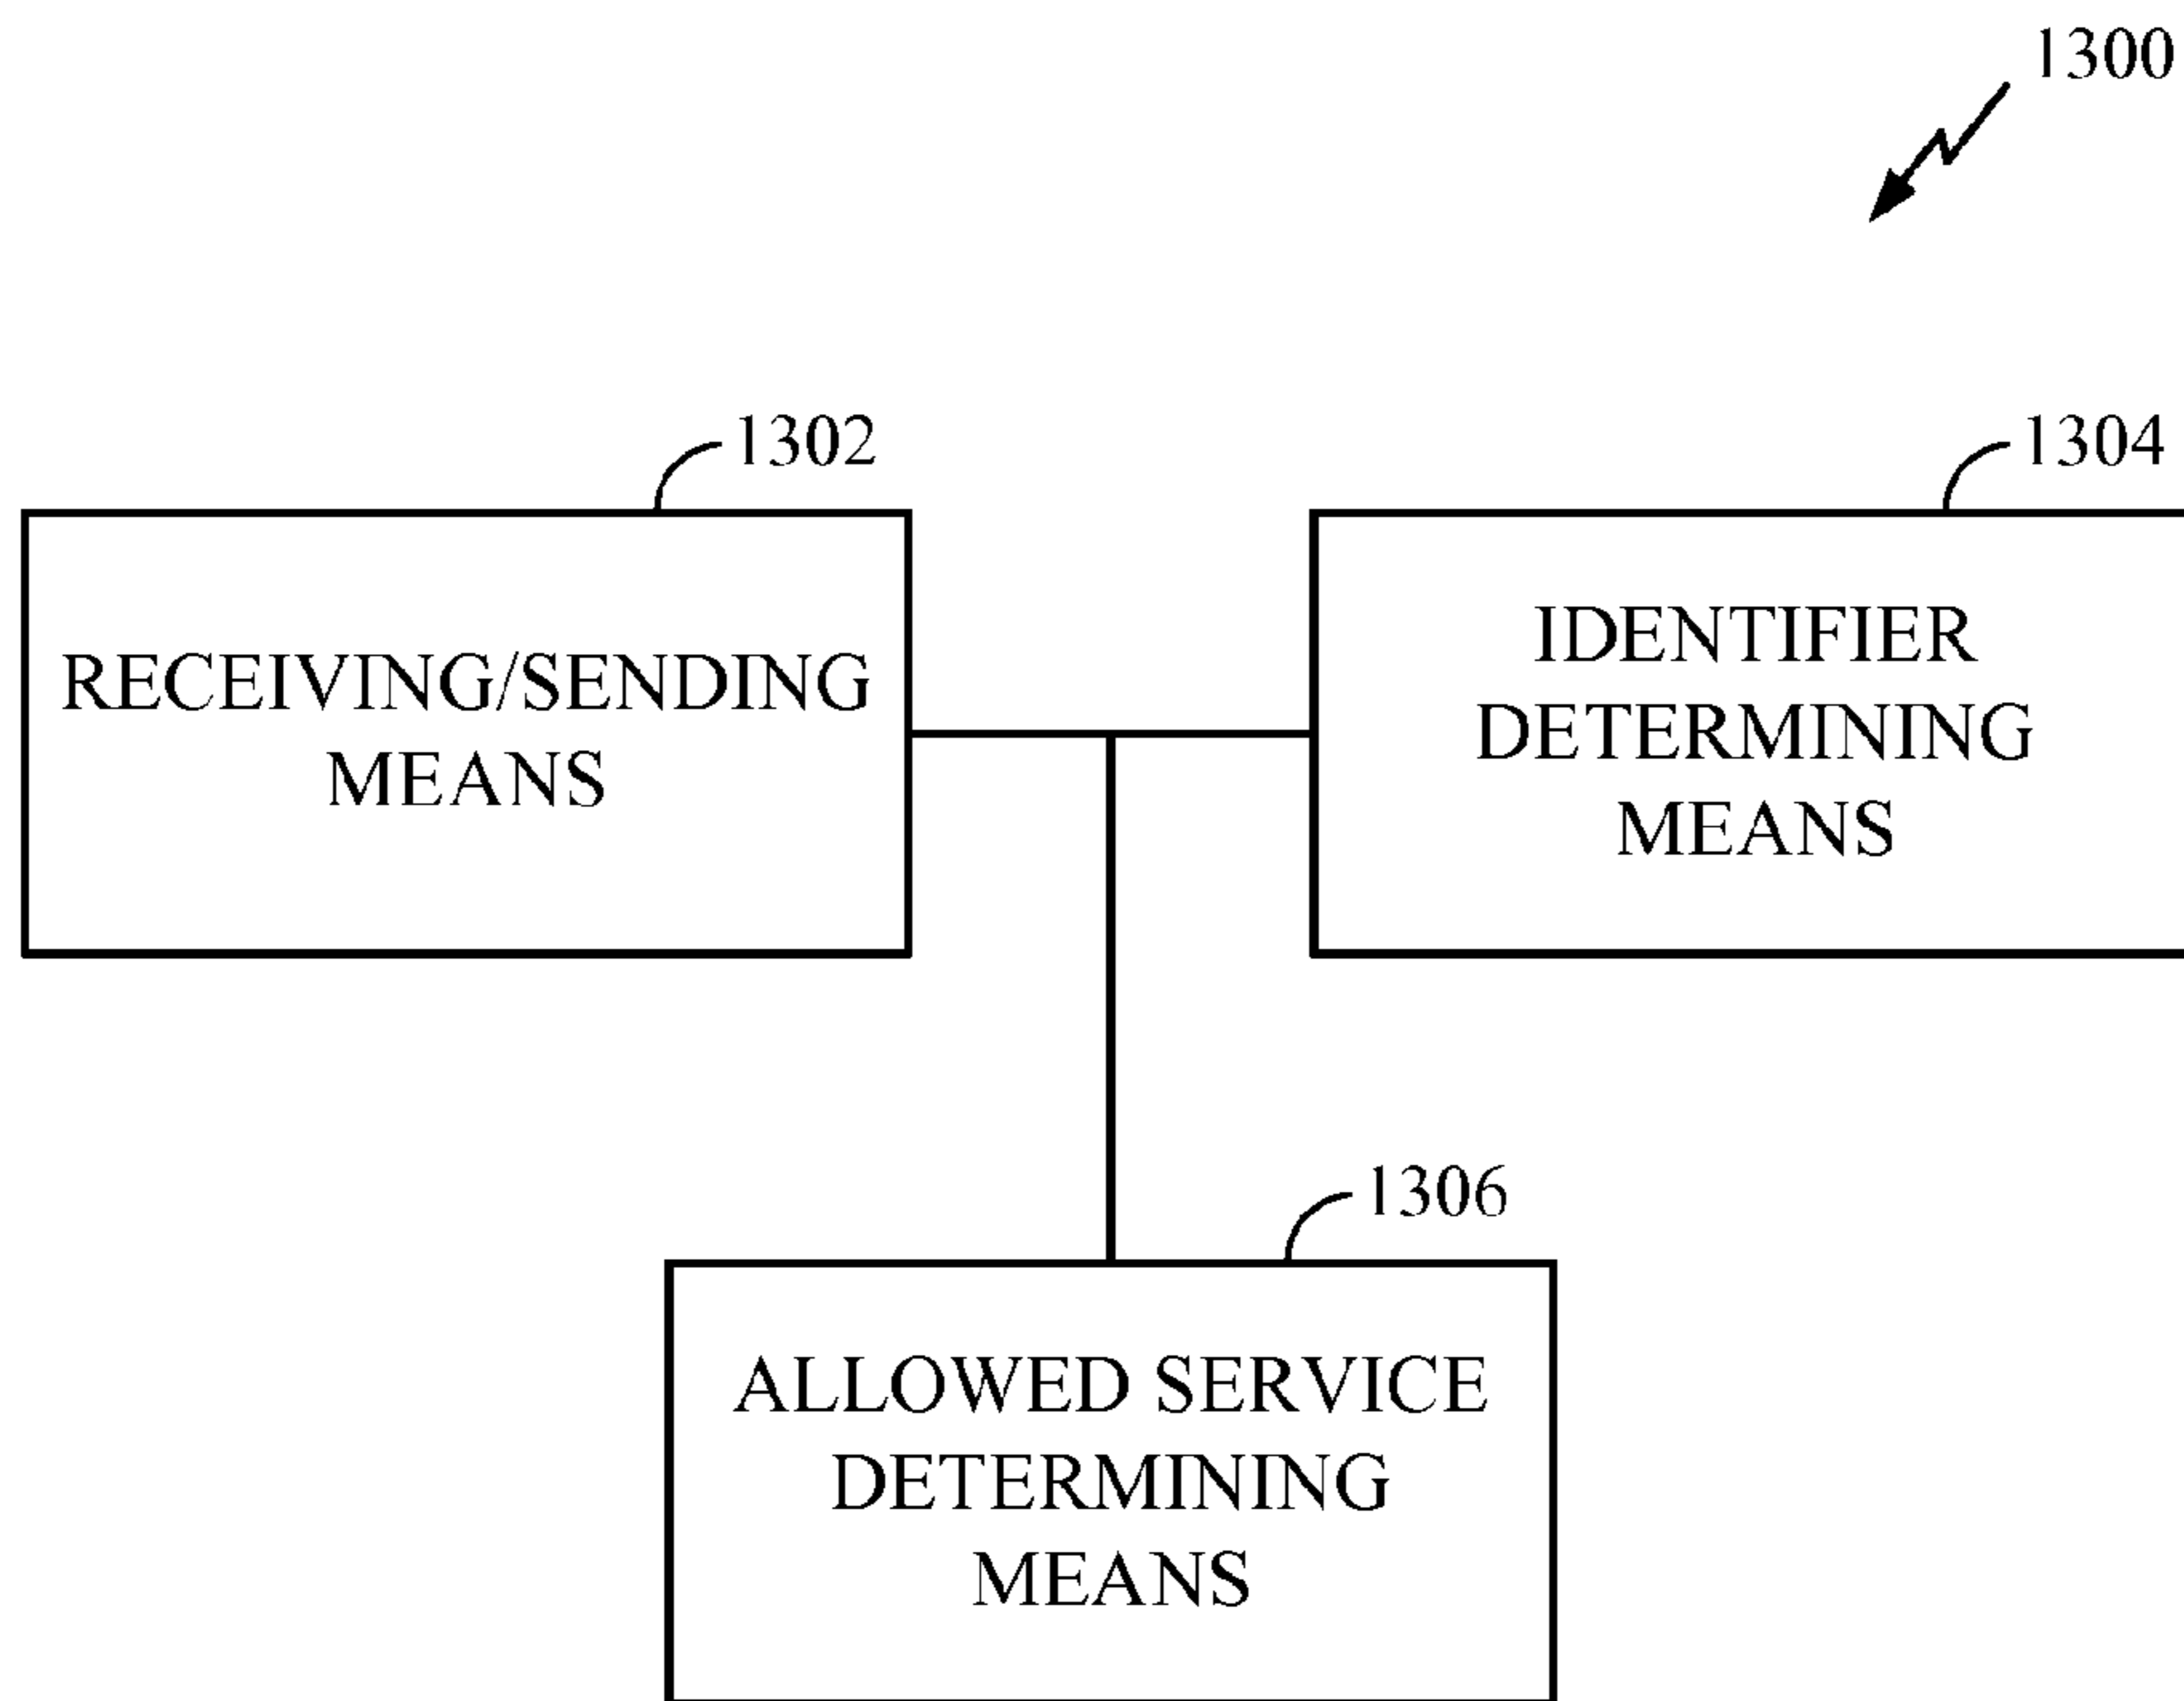 1300
1302
1304
RECEIVING/SENDING
MEANS
IDENTIFIER
DETERMINING
MEANS
1306
ALLOWED SERVICE
DETERMINING
MEANS